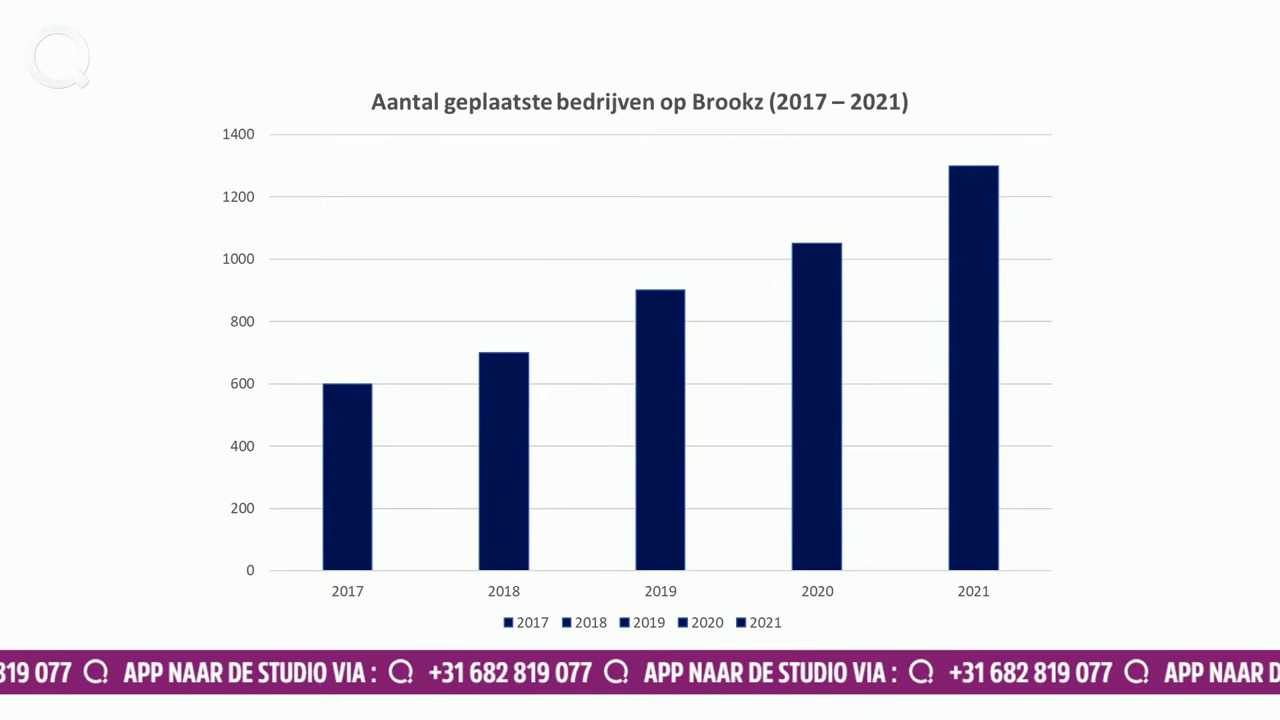 Aantal geplaatste bedrijven op Brookz (2017 – 2021)
1400
1200
1000
800
600
400
200
0
2017 2018 2019 2020 2021
2017 2018 2019 2020 2021
819 077 APP NAAR DE STUDIO VIA : +31 682 819 077 APP NAAR DE STUDIO VIA : +31 682 819 077 APP NAAR D